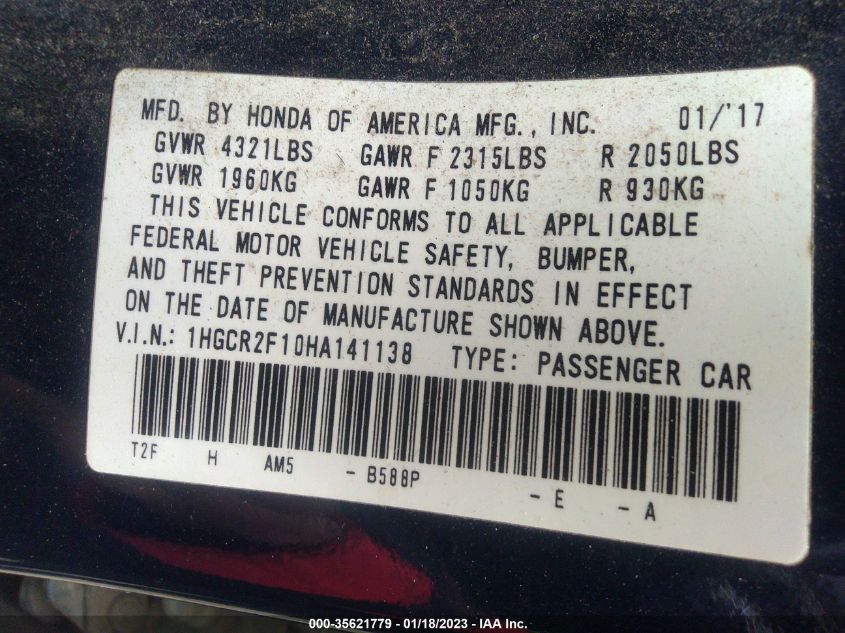 MFD. BY HONDA OF AMERICA MFG., INC. 01/'17
GVWR 4321LBS GAWR F 2315LBS R 2050LBS
GVWR 1960KG GAWR F 1050KG R 930KG
THIS VEHICLE CONFORMS TO ALL APPLICABLE
FEDERAL MOTOR VEHICLE SAFETY, BUMPER,
AND THEFT PREVENTION STANDARDS IN EFFECT
ON THE DATE OF MANUFACTURE SHOWN ABOVE.
V.I.N.: 1HGCR2F10HA141138 TYPE: PASSENGER CAR
T2F H AM5 - B588P - E - A
000-35621779 - 01/18/2023 - IAA Inc.